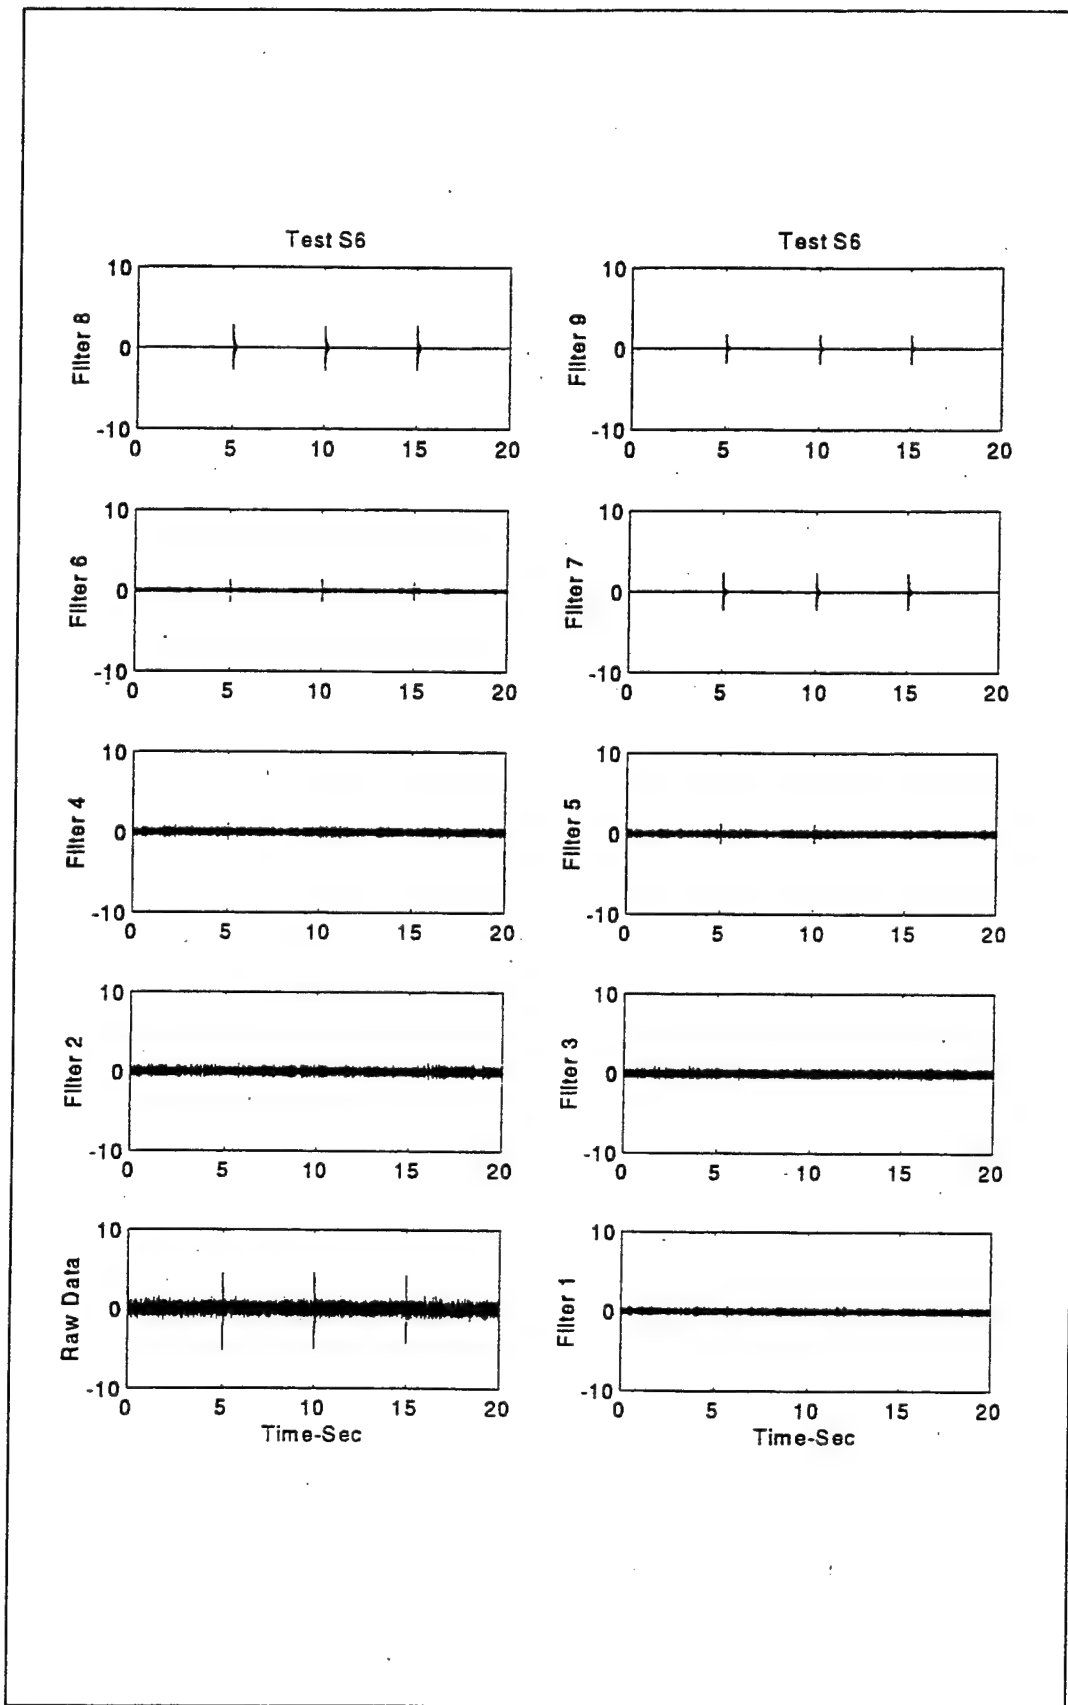 Test S6
Test S6
10
0
-10
Filter 8
0 5 10 15 20
10
0
-10
Filter 9
0 5 10 15 20
10
0
-10
Filter 6
0 5 10 15 20
10
0
-10
Filter 7
0 5 10 15 20
10
0
-10
Filter 4
0 5 10 15 20
10
0
-10
Filter 5
0 5 10 15 20
10
0
-10
Filter 2
0 5 10 15 20
10
0
-10
Filter 3
0 5 10 15 20
10
0
-10
Raw Data
0 5 10 15 20
Time-Sec
10
0
-10
Filter 1
0 5 10 15 20
Time-Sec